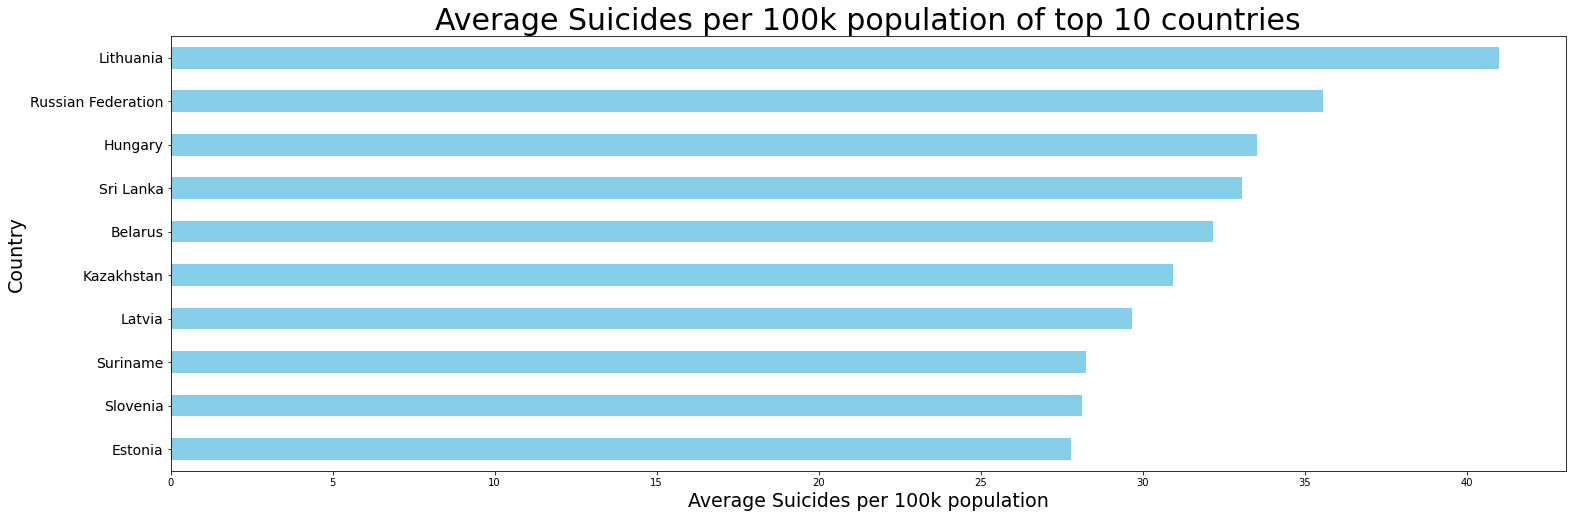 Average Suicides per 100k population of top 10 countries
Country
Lithuania
Russian Federation
Hungary
Sri Lanka
Belarus
Kazakhstan
Latvia
Suriname
Slovenia
Estonia
0 5 10 15 20 25 30 35 40
Average Suicides per 100k population